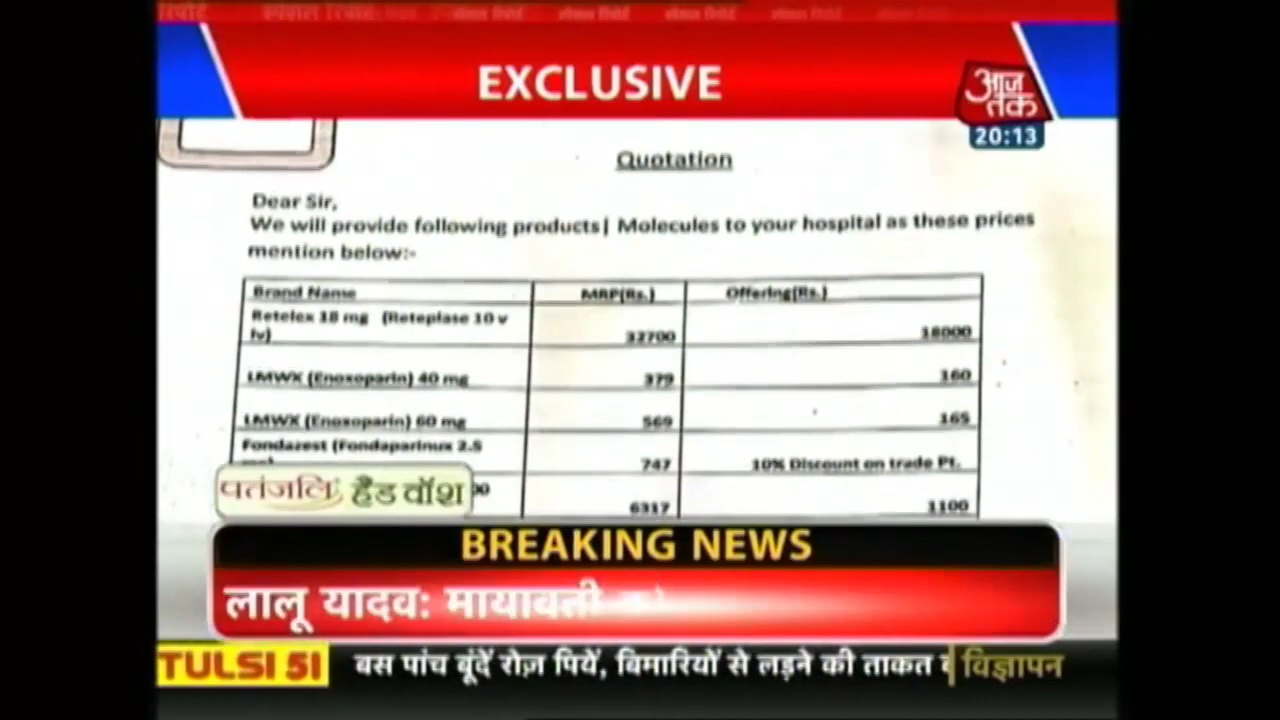 EXCLUSIVE
आज
तक
20:13
Quotation
Dear Sir,
We will provide following products| Molecules to your hospital as these prices
mention below:-
Brand Name MRP(Rs.) Offering(Rs.)
Retelex 18 mg (Reteplase 10 v
iv) 32700 18000
LMWX (Enoxoparin) 40 mg 379 160
LMWX (Enoxoparin) 60 mg 569 165
Fondazest (Fondaparinux 2.5
747 10% Discount on trade Pt.
6317 1100
पतंजलि हैंड वॉश
BREAKING NEWS
लालू यादव: मायावती
TULSI 51 बस पांच बूंदें रोज़ पियें, बिमारियों से लड़ने की ताकत विज्ञापन